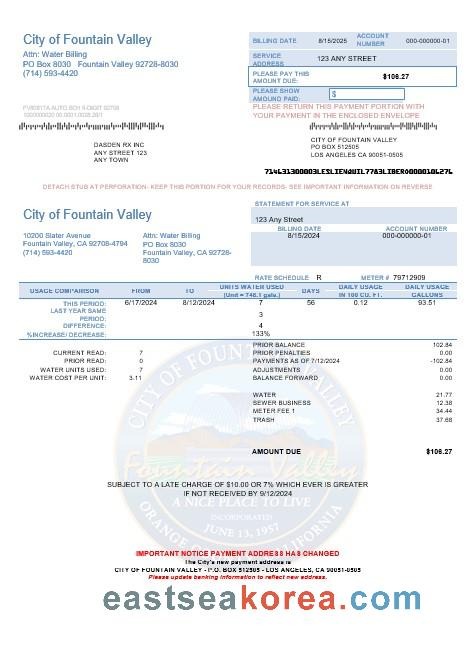 City of Fountain Valley
Attn: Water Billing
PO Box 8030 Fountain Valley 92728-8030
(714) 593-4420
BILLING DATE 8/15/2025 ACCOUNT NUMBER 000-000000-01
SERVICE ADDRESS 123 ANY STREET
PLEASE PAY THIS AMOUNT DUE: $106.27
PLEASE SHOW AMOUNT PAID: $
PLEASE RETURN THIS PAYMENT PORTION WITH
YOUR PAYMENT IN THE ENCLOSED ENVELOPE
DASDEN RX INC
ANY STREET 123
ANY TOWN
CITY OF FOUNTAIN VALLEY
PO BOX 512505
LOS ANGELES CA 90051-0505
DETACH STUB AT PERFORATION- KEEP THIS PORTION FOR YOUR RECORDS- SEE IMPORTANT INFORMATION ON REVERSE
City of Fountain Valley
10200 Slater Avenue
Fountain Valley, CA 92708-4794
(714) 593-4420
Attn: Water Billing
PO Box 8030
Fountain Valley, CA 92728-
8030
STATEMENT FOR SERVICE AT
123 Any Street
BILLING DATE ACCOUNT NUMBER
8/15/2024 000-000000-01
RATE SCHEDULE R METER # 79712909
USAGE COMPARISON FROM TO UNITS WATER USED (Unit = 748.1 gals.) DAYS DAILY USAGE IN 100 CU. FT. DAILY USAGE GALLONS
THIS PERIOD: 6/17/2024 8/12/2024 7 56 0.12 93.51
LAST YEAR SAME PERIOD: 3
DIFFERENCE: 4
%INCREASE/ DECREASE: 133%
CURRENT READ: 7
PRIOR READ: 0
WATER UNITS USED: 7
WATER COST PER UNIT: 3.11
PRIOR BALANCE 102.84
PRIOR PENALTIES 0.00
PAYMENTS AS OF 7/12/2024 -102.84
ADJUSTMENTS 0.00
BALANCE FORWARD 0.00
WATER 21.77
SEWER BUSINESS 12.38
METER FEE 1 34.44
TRASH 37.68
AMOUNT DUE $106.27
SUBJECT TO A LATE CHARGE OF $10.00 OR 7% WHICH EVER IS GREATER
IF NOT RECEIVED BY 9/12/2024
CITY OF FOUNTAIN VALLEY
Fountain Valley
A NICE PLACE TO LIVE
INCORPORATED
JUNE 13, 1957
ORANGE COUNTY CALIFORNIA
IMPORTANT NOTICE PAYMENT ADDRESS HAS CHANGED
The City's new payment address is
CITY OF FOUNTAIN VALLEY - P.O. BOX 512505 - LOS ANGELES, CA 90051-0505
Please update banking information to reflect new address.
eastseakorea.com